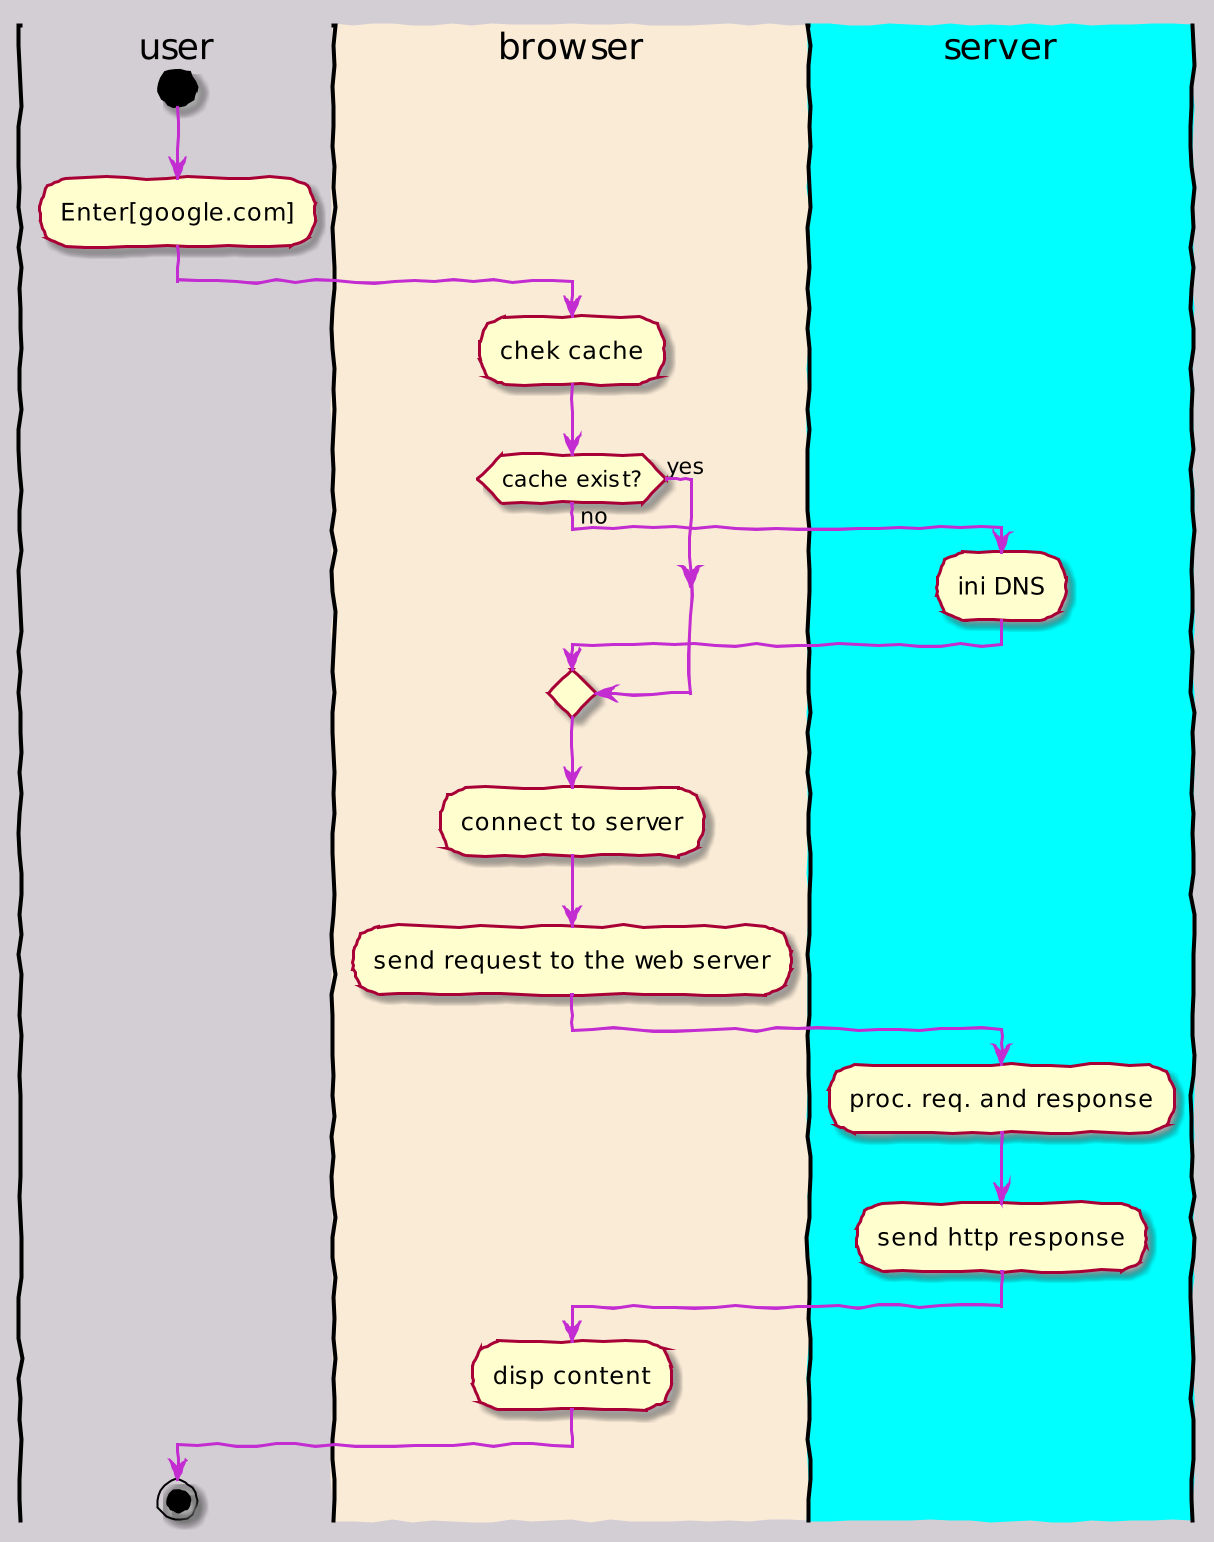 user
browser
server
Enter[google.com]
chek cache
cache exist?
yes
no
ini DNS
connect to server
send request to the web server
proc. req. and response
send http response
disp content